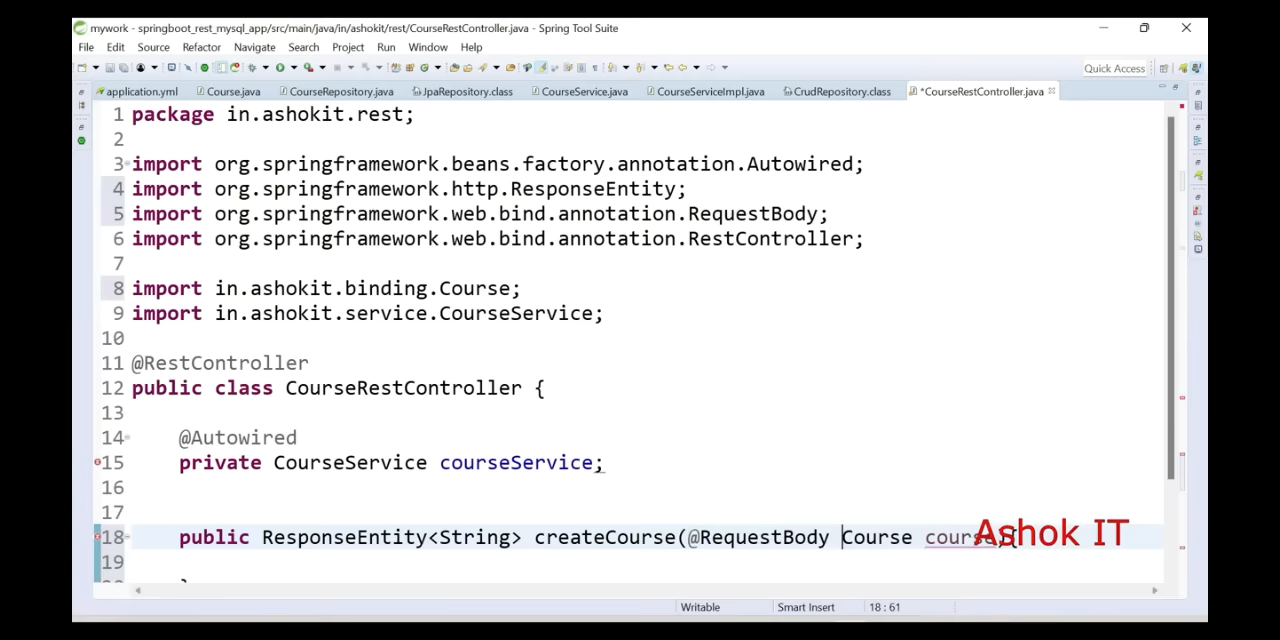 mywork - springboot_rest_mysql_app/src/main/java/in/ashokit/rest/CourseRestController.java - Spring Tool Suite
File Edit Source Refactor Navigate Search Project Run Window Help
Quick Access
application.yml Course.java CourseRepository.java JpaRepository.class CourseService.java CourseServiceImpl.java CrudRepository.class *CourseRestController.java
1 package in.ashokit.rest;
2
3 import org.springframework.beans.factory.annotation.Autowired;
4 import org.springframework.http.ResponseEntity;
5 import org.springframework.web.bind.annotation.RequestBody;
6 import org.springframework.web.bind.annotation.RestController;
7
8 import in.ashokit.binding.Course;
9 import in.ashokit.service.CourseService;
10
11 @RestController
12 public class CourseRestController {
13
14 @Autowired
15 private CourseService courseService;
16
17
18 public ResponseEntity<String> createCourse(@RequestBody Course course){
Ashok IT
19
}
Writable Smart Insert 18 : 61